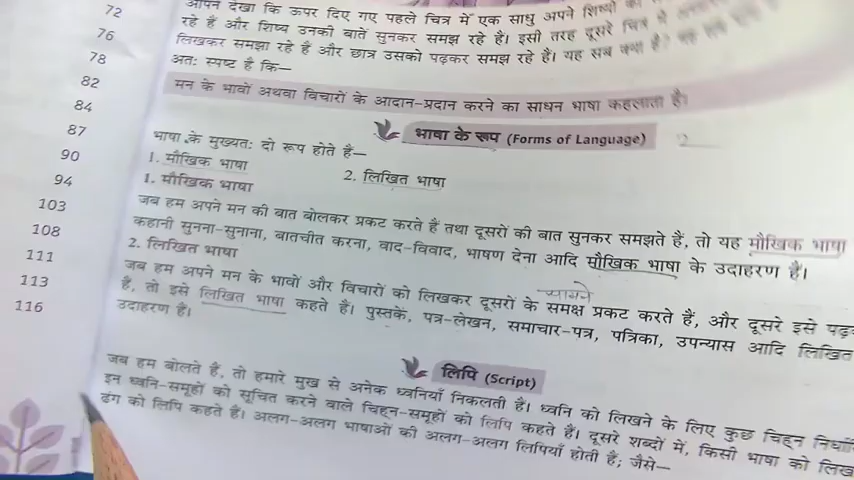 72
76
78
82
84
87
90
94
103
108
111
113
116
आपने देखा कि ऊपर दिए गए पहले चित्र में एक साधु अपने शिष्यों को
रहे हैं और शिष्य उनकी बातें सुनकर समझ रहे हैं। इसी तरह दूसरे चित्र में
लिखकर समझा रहे हैं और छात्र उसको पढ़कर समझ रहे हैं। यह सब क्या है?
अतः स्पष्ट है कि—
मन के भावों अथवा विचारों के आदान-प्रदान करने का साधन भाषा कहलाता है।
भाषा के रूप (Forms of Language) 2
भाषा के मुख्यतः दो रूप होते हैं—
1. मौखिक भाषा 2. लिखित भाषा
1. मौखिक भाषा
जब हम अपने मन की बात बोलकर प्रकट करते हैं तथा दूसरों की बात सुनकर समझते हैं, तो यह मौखिक भाषा
कहानी सुनना-सुनाना, बातचीत करना, वाद-विवाद, भाषण देना आदि मौखिक भाषा के उदाहरण हैं।
2. लिखित भाषा
सामने
जब हम अपने मन के भावों और विचारों को लिखकर दूसरों के समक्ष प्रकट करते हैं, और दूसरे इसे पढ़कर
हैं, तो इसे लिखित भाषा कहते हैं। पुस्तकें, पत्र-लेखन, समाचार-पत्र, पत्रिका, उपन्यास आदि लिखित
उदाहरण हैं।
लिपि (Script)
जब हम बोलते हैं, तो हमारे मुख से अनेक ध्वनियाँ निकलती हैं। ध्वनि को लिखने के लिए कुछ चिह्न
इन ध्वनि-समूहों को सूचित करने वाले चिह्न-समूहों को लिपि कहते हैं। दूसरे शब्दों में, किसी भाषा को
ढंग को लिपि कहते हैं। अलग-अलग भाषाओं की अलग-अलग लिपियाँ होती हैं; जैसे—